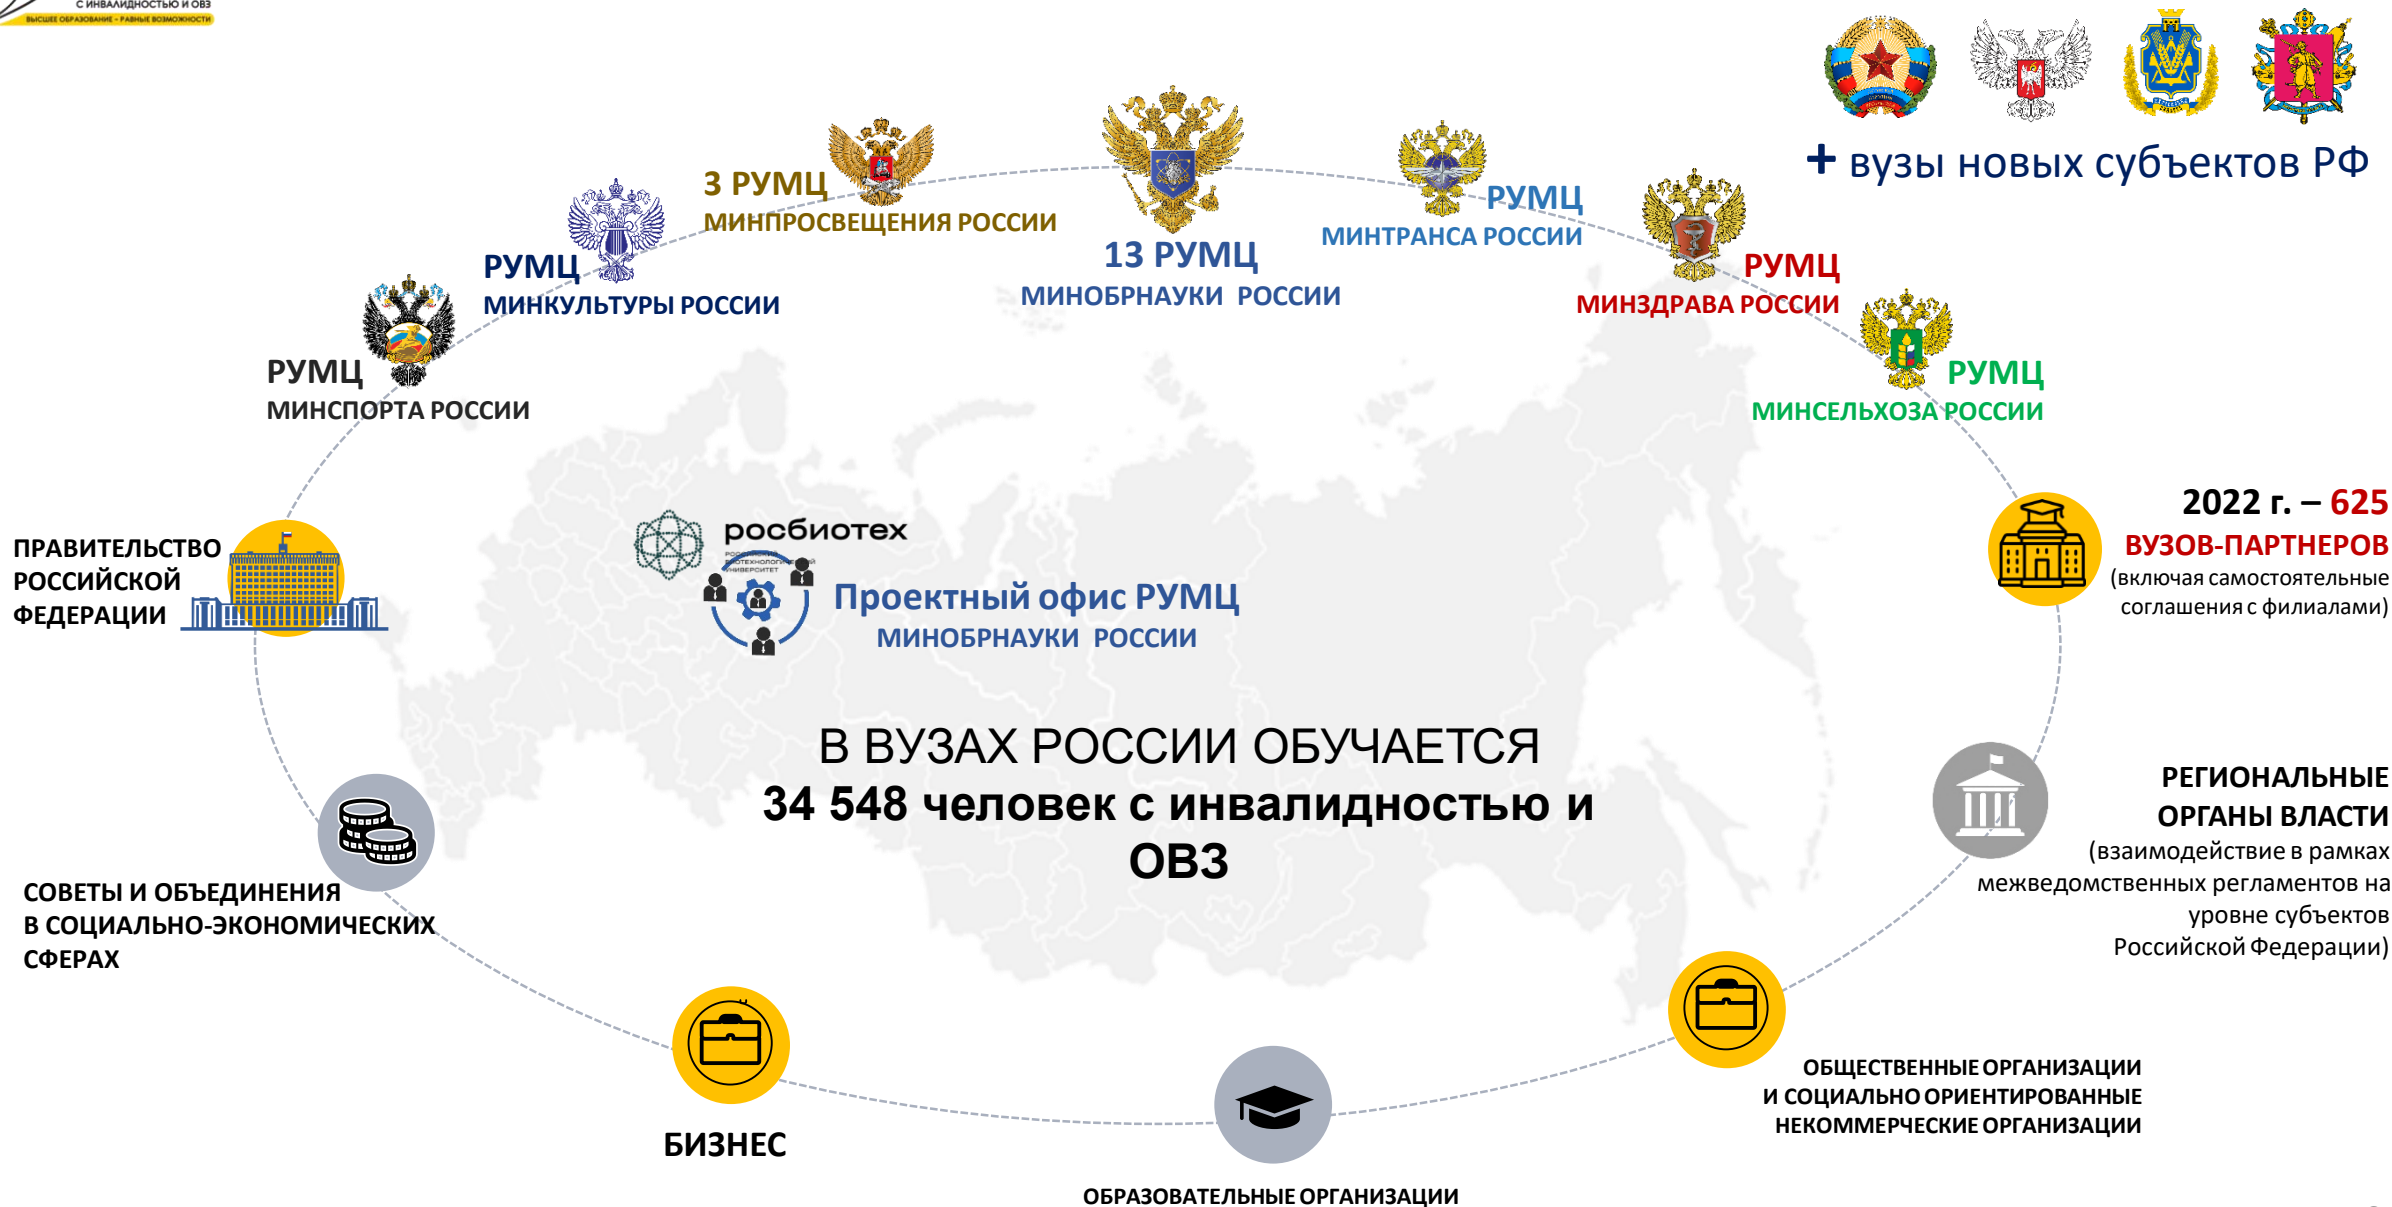 С ИНВАЛИДНОСТЬЮ И ОВЗ
ВЫСШЕЕ ОБРАЗОВАНИЕ – РАВНЫЕ ВОЗМОЖНОСТИ
+ вузы новых субъектов РФ
3 РУМЦ
МИНПРОСВЕЩЕНИЯ РОССИИ
13 РУМЦ
МИНОБРНАУКИ РОССИИ
РУМЦ
МИНТРАНСА РОССИИ
РУМЦ
МИНКУЛЬТУРЫ РОССИИ
РУМЦ
МИНЗДРАВА РОССИИ
РУМЦ
МИНСПОРТА РОССИИ
РУМЦ
МИНСЕЛЬХОЗА РОССИИ
ПРАВИТЕЛЬСТВО
РОССИЙСКОЙ
ФЕДЕРАЦИИ
росбиотех
РОССИЙСКИЙ
БИОТЕХНОЛОГИЧЕСКИЙ
УНИВЕРСИТЕТ
Проектный офис РУМЦ
МИНОБРНАУКИ РОССИИ
2022 г. – 625
ВУЗОВ-ПАРТНЕРОВ
(включая самостоятельные
соглашения с филиалами)
В ВУЗАХ РОССИИ ОБУЧАЕТСЯ
34 548 человек с инвалидностью и
ОВЗ
РЕГИОНАЛЬНЫЕ
ОРГАНЫ ВЛАСТИ
(взаимодействие в рамках
межведомственных регламентов на
уровне субъектов
Российской Федерации)
СОВЕТЫ И ОБЪЕДИНЕНИЯ
В СОЦИАЛЬНО-ЭКОНОМИЧЕСКИХ
СФЕРАХ
БИЗНЕС
ОБЩЕСТВЕННЫЕ ОРГАНИЗАЦИИ
И СОЦИАЛЬНО ОРИЕНТИРОВАННЫЕ
НЕКОММЕРЧЕСКИЕ ОРГАНИЗАЦИИ
ОБРАЗОВАТЕЛЬНЫЕ ОРГАНИЗАЦИИ